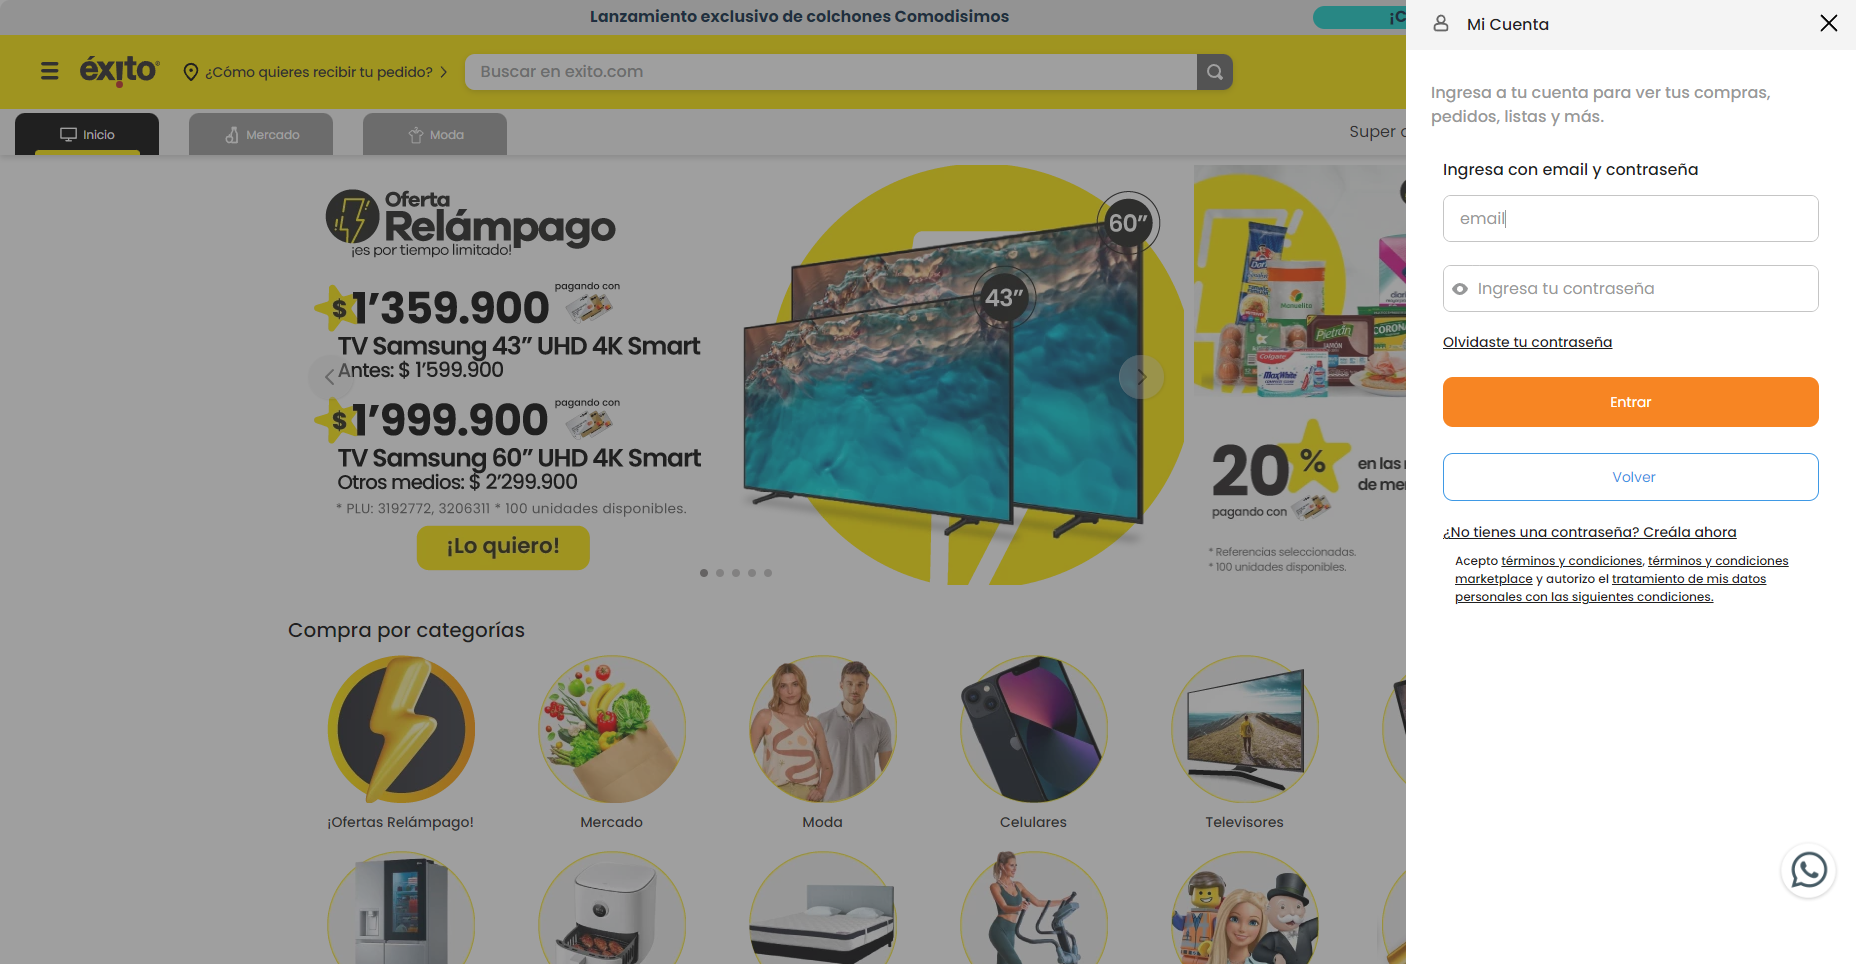 Lanzamiento exclusivo de colchones Comodisimos
¡C
éxito
¿Cómo quieres recibir tu pedido?
Buscar en exito.com
Inicio
Mercado
Moda
Super
Oferta
Relámpago
¡es por tiempo limitado!
$ 1'359.900
pagando con
TV Samsung 43” UHD 4K Smart
Antes: $ 1'599.900
$ 1'999.900
pagando con
TV Samsung 60” UHD 4K Smart
Otros medios: $ 2'299.900
* PLU: 3192772, 3206311 * 100 unidades disponibles.
¡Lo quiero!
60”
43”
Doria
Manuelita
Pietrán
Colgate
MaxWhite
20%
en las
de me
pagando con
* Referencias seleccionadas.
* 100 unidades disponibles.
Compra por categorías
¡Ofertas Relámpago!
Mercado
Moda
Celulares
Televisores
Mi Cuenta
Ingresa a tu cuenta para ver tus compras,
pedidos, listas y más.
Ingresa con email y contraseña
email
Ingresa tu contraseña
Olvidaste tu contraseña
Entrar
Volver
¿No tienes una contraseña? Creála ahora
Acepto términos y condiciones, términos y condiciones
marketplace y autorizo el tratamiento de mis datos
personales con las siguientes condiciones.